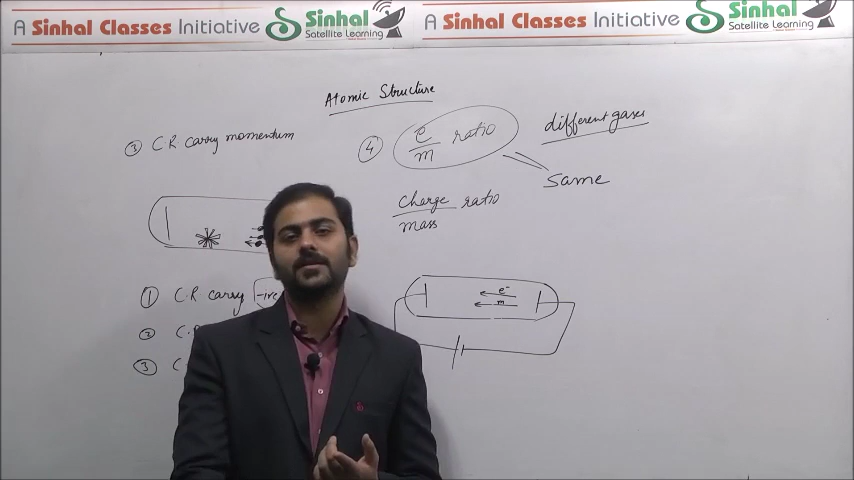 A Sinhal Classes Initiative Sinhal Satellite Learning A Sinhal Classes Initiative Sinhal Satellite Learning
Atomic Structure
③ C.R. carry momentum
④ e/m ratio
different gases
Same
charge/mass ratio
① C.R carry -ive
② C.R
③ C.
e⁻
m